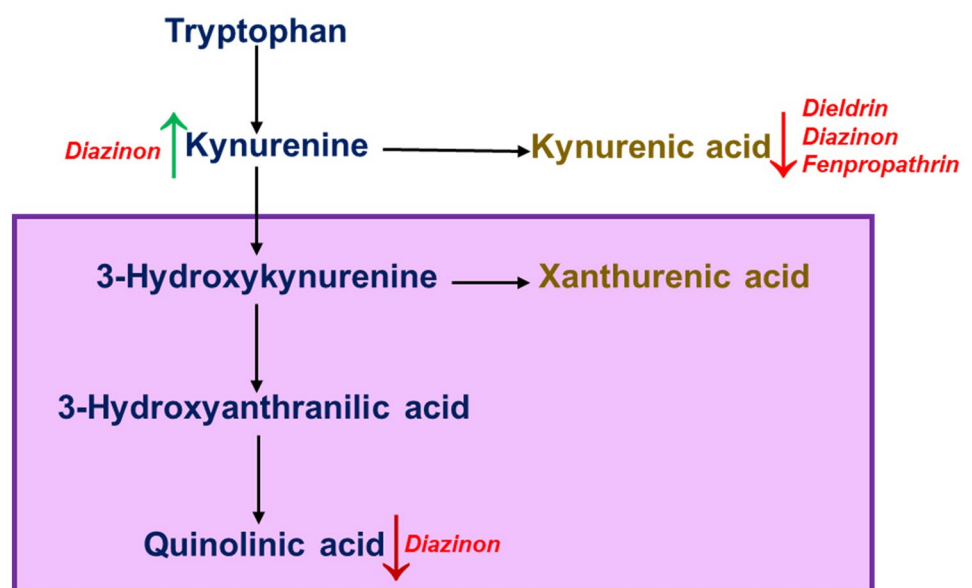 Tryptophan
Diazinon
Kynurenine
Kynurenic acid
Dieldrin
Diazinon
Fenpropathrin
3-Hydroxykynurenine
Xanthurenic acid
3-Hydroxyanthranilic acid
Quinolinic acid
Diazinon